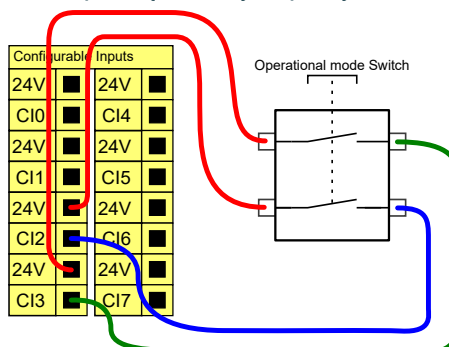 Configurable Inputs
24V 24V
CI0 CI4
24V 24V
CI1 CI5
24V 24V
CI2 CI6
24V 24V
CI3 CI7
Operational mode Switch